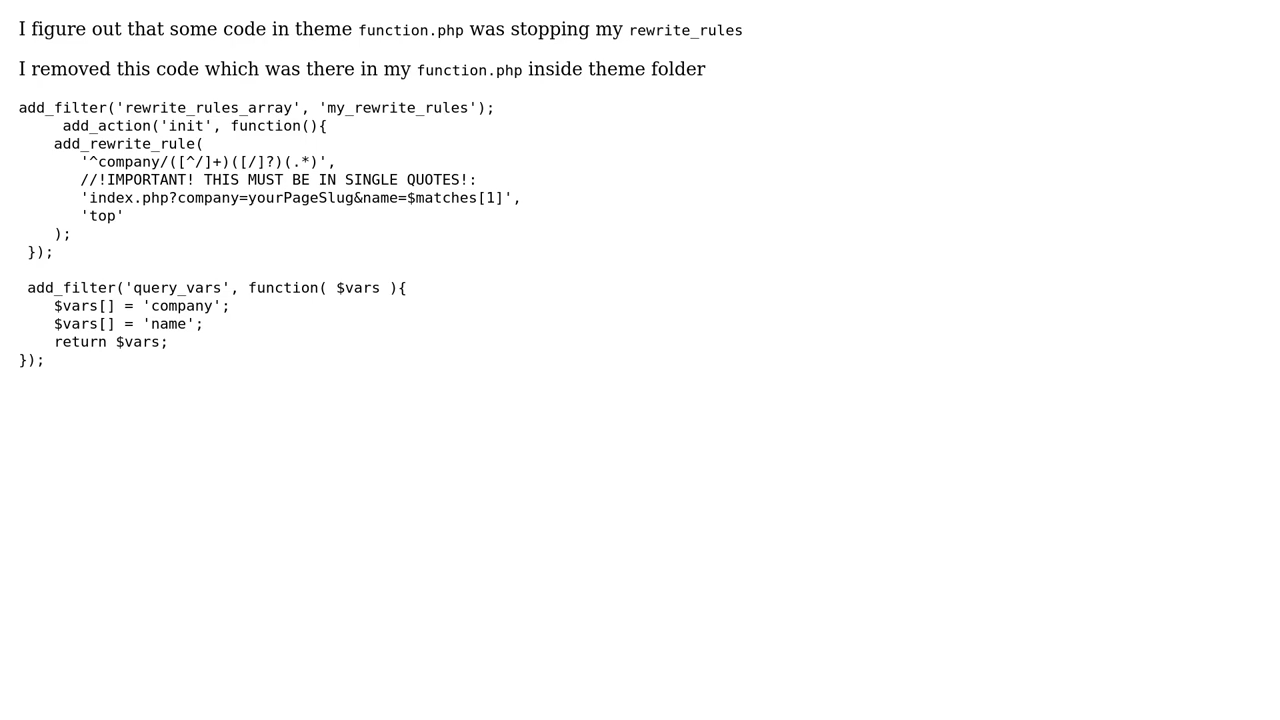 I figure out that some code in theme function.php was stopping my rewrite_rules
I removed this code which was there in my function.php inside theme folder
add_filter('rewrite_rules_array', 'my_rewrite_rules');
     add_action('init', function(){
    add_rewrite_rule(
       '^company/([^/]+)([/]?)(.*)',
       //!IMPORTANT! THIS MUST BE IN SINGLE QUOTES!:
       'index.php?company=yourPageSlug&name=$matches[1]',
       'top'
    );
 });

 add_filter('query_vars', function( $vars ){
    $vars[] = 'company';
    $vars[] = 'name';
    return $vars;
});